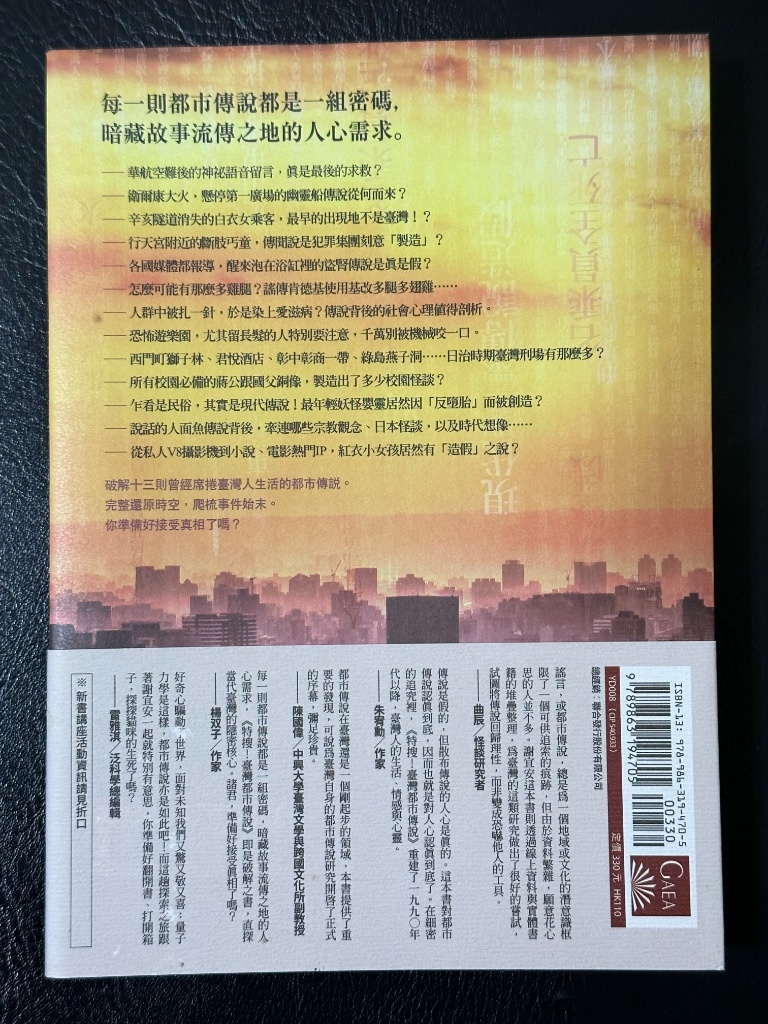 每一則都市傳說都是一組密碼，
暗藏故事流傳之地的人心需求。
── 華航空難後的神祕語音留言，真是最後的求救？
── 衛爾康大火，懸停第一廣場的幽靈船傳說從何而來？
── 辛亥隧道消失的白衣女乘客，最早的出現地不是臺灣！？
── 行天宮附近的斷肢丐童，傳聞說是犯罪集團刻意「製造」？
── 各國媒體都報導，醒來泡在浴缸裡的盜腎傳說是真是假？
── 怎麼可能有那麼多雞腿？謠傳肯德基使用基改多腿多翅雞……
── 人群中被扎一針，於是染上愛滋病？傳說背後的社會心理值得剖析。
── 恐怖遊樂園，尤其留長髮的人特別要注意，千萬別被機械咬一口。
── 西門町獅子林、君悅酒店、彰中彰商一帶、綠島燕子洞……日治時期臺灣刑場有那麼多？
── 所有校園必備的蔣公跟國父銅像，製造出了多少校園怪談？
── 乍看是民俗，其實是現代傳說！最年輕妖怪嬰靈居然因「反墮胎」而被創造？
── 說話的人面魚傳說背後，牽連哪些宗教觀念、日本怪談，以及時代想像……
── 從私人V8攝影機到小說、電影熱門IP，紅衣小女孩居然有「造假」之說？
破解十三則曾經席捲臺灣人生活的都市傳說。
完整還原時空，爬梳事件始末。
你準備好接受真相了嗎？
謠言，或都市傳說，總是爲一個地域或文化的潛意識框
限了一個可供追索的痕跡，但由於資料繁雜，願意花心
思的人並不多。謝宜安這本書則透過線上資料與實體書
籍的堆疊整理，爲臺灣的這類研究做出了很好的嘗試，
試圖將傳說回歸理性，而非變成恐嚇他人的工具。
──曲辰／怪談研究者
傳說是假的，但散布傳說的人心是真的。這本書對都市
傳說認真到底，因而也就是對人心認真到底了。在細密
的追究裡，《特搜！臺灣都市傳說》重建了一九九〇年
代以降，臺灣人的生活、情感與心靈。
──朱宥勳／作家
都市傳說在臺灣還是一個剛起步的領域，本書提供了重
要的發現，可說爲臺灣自身的都市傳說研究開啓了正式
的序幕，彌足珍貴。
──陳國偉／中興大學臺灣文學與跨國文化所副教授
每一則都市傳說都是一組密碼，暗藏故事流傳之地的人
心需求，《特搜！臺灣都市傳說》即是破解之書，直探
當代臺灣的隱密核心。諸君，準備好接受真相了嗎？
──楊双子／作家
好奇心驅動了世界，面對未知我們又驚又敬又喜：量子
力學是這樣，都市傳說亦是如此吧！而這趟探索之旅跟
著謝宜安一起就特別有意思，你準備好翻開書、打開箱
子，探探貓咪的生死了嗎？
──雷雅淇／泛科學總編輯
※新書講座活動資訊請見折口
ISBN-13: 978-986-319-470-5
9 789863 194705
00330
YD0008 （CIP 540.933） 定價 330 元 HK110
總經銷：聯合發行股份有限公司
GAEA
現代
乘員全
死亡